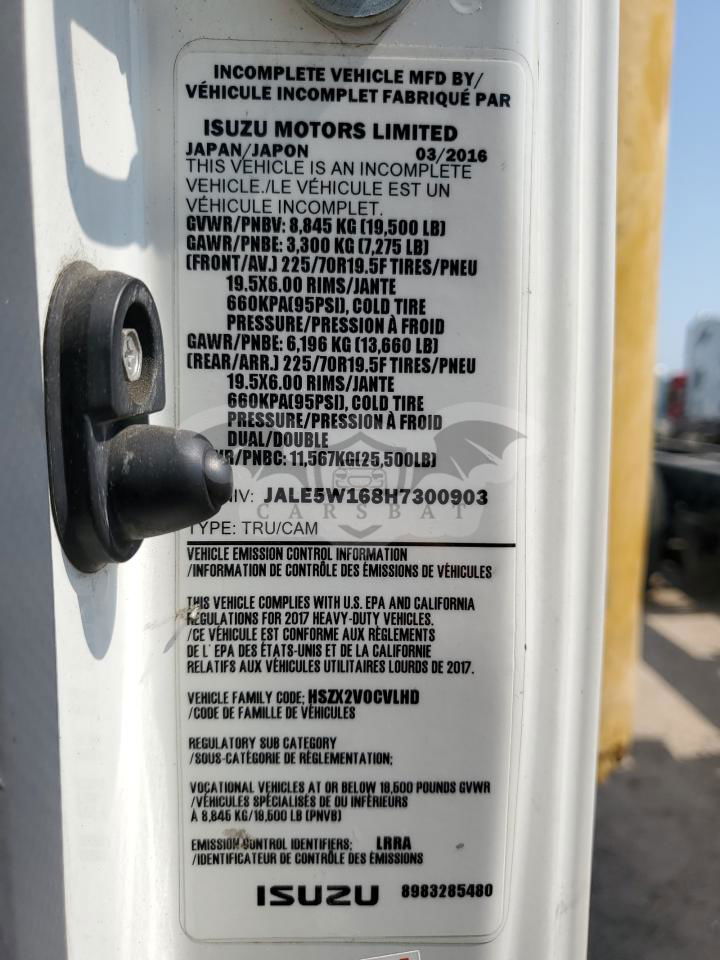 INCOMPLETE VEHICLE MFD BY/
VÉHICULE INCOMPLET FABRIQUÉ PAR
ISUZU MOTORS LIMITED
JAPAN/JAPON 03/2016
THIS VEHICLE IS AN INCOMPLETE
VEHICLE./LE VÉHICULE EST UN
VÉHICULE INCOMPLET.
GVWR/PNBV: 8,845 KG (19,500 LB)
GAWR/PNBE: 3,300 KG (7,275 LB)
(FRONT/AV.) 225/70R19.5F TIRES/PNEU
19.5X6.00 RIMS/JANTE
660KPA(95PSI), COLD TIRE
PRESSURE/PRESSION À FROID
GAWR/PNBE: 6,196 KG (13,660 LB)
(REAR/ARR.) 225/70R19.5F TIRES/PNEU
19.5X6.00 RIMS/JANTE
660KPA(95PSI), COLD TIRE
PRESSURE/PRESSION À FROID
DUAL/DOUBLE
WR/PNBC: 11,567KG(25,500LB)
NIV: JALE5W168H7300903
CARSBAT
TYPE: TRU/CAM
VEHICLE EMISSION CONTROL INFORMATION
/INFORMATION DE CONTRÔLE DES ÉMISSIONS DE VÉHICULES
THIS VEHICLE COMPLIES WITH U.S. EPA AND CALIFORNIA
REGULATIONS FOR 2017 HEAVY-DUTY VEHICLES.
/CE VÉHICULE EST CONFORME AUX RÈGLEMENTS
DE L'EPA DES ÉTATS-UNIS ET DE LA CALIFORNIE
RELATIFS AUX VÉHICULES UTILITAIRES LOURDS DE 2017.
VEHICLE FAMILY CODE; HSZX2VOCVLHD
/CODE DE FAMILLE DE VÉHICULES
REGULATORY SUB CATEGORY
/SOUS-CATÉGORIE DE RÉGLEMENTATION;
VOCATIONAL VEHICLES AT OR BELOW 19,500 POUNDS GVWR
/VÉHICULES SPÉCIALISÉS DE OU INFÉRIEURS
À 8,845 KG/19,500 LB (PNVB)
EMISSION CONTROL IDENTIFIERS; LRRA
/IDENTIFICATEUR DE CONTRÔLE DES ÉMISSIONS
ISUZU 8983285480